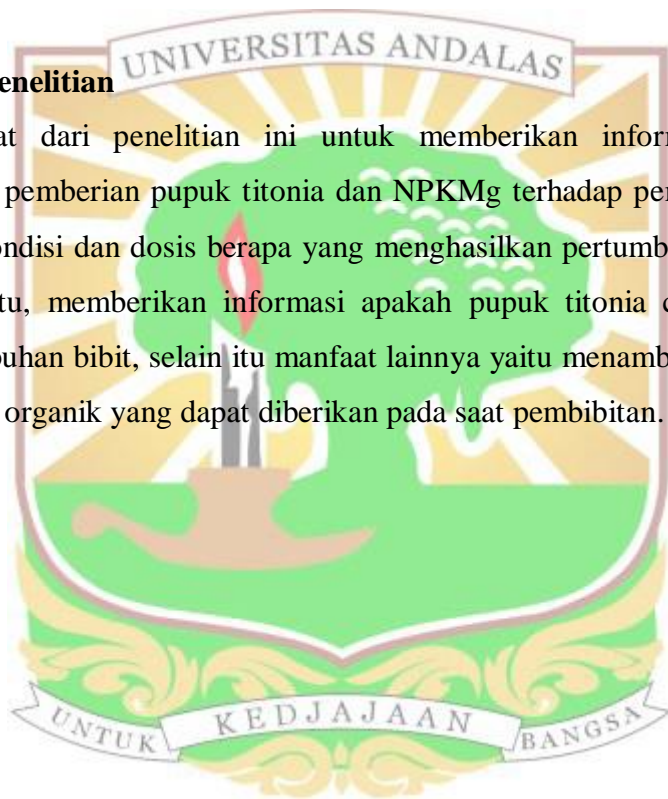 UNIVERSITAS ANDALAS
enelitian
at dari penelitian ini untuk memberikan infor
pemberian pupuk titonia dan NPKMg terhadap per
ondisi dan dosis berapa yang menghasilkan pertumb
tu, memberikan informasi apakah pupuk titonia
buhan bibit, selain itu manfaat lainnya yaitu menamb
organik yang dapat diberikan pada saat pembibitan.
UNTUK KEDJAJAAN BANGSA